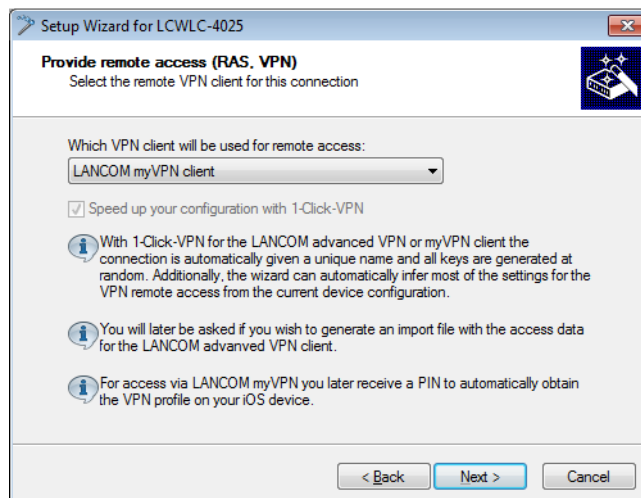 Setup Wizard for LCWLC-4025
Provide remote access (RAS, VPN)
Select the remote VPN client for this connection
Which VPN client will be used for remote access:
LANCOM myVPN client
Speed up your configuration with 1-Click-VPN
With 1-Click-VPN for the LANCOM advanced VPN or myVPN client the
connection is automatically given a unique name and all keys are generated at
random. Additionally, the wizard can automatically infer most of the settings for the
VPN remote access from the current device configuration.
You will later be asked if you wish to generate an import file with the access data
for the LANCOM advanved VPN client.
For access via LANCOM myVPN you later receive a PIN to automatically obtain
the VPN profile on your iOS device.
< Back Next > Cancel